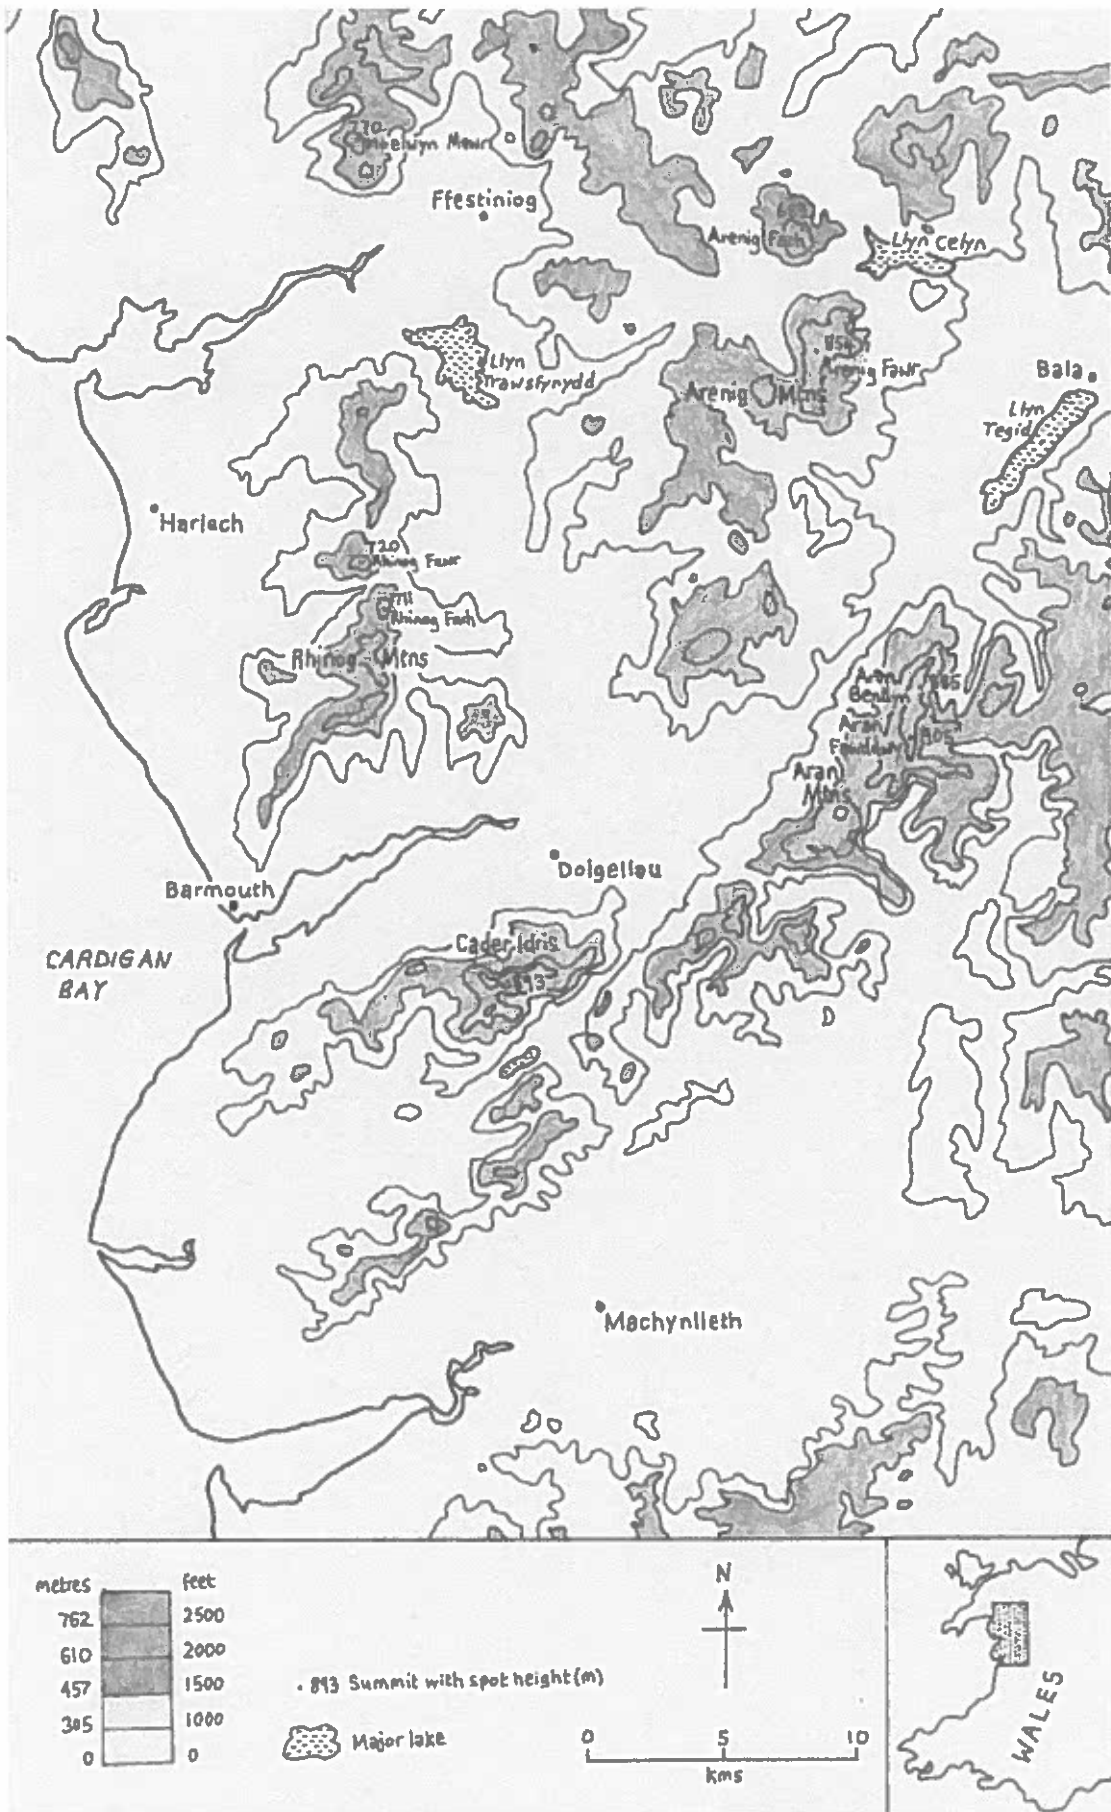 770
Moelwyn Mawr
Ffestiniog
Arenig Fach
Llyn Celyn
Llyn
Trawsfynydd
854
Arenig Fawr
Arenig Mtns
Bala
Llyn
Tegid
Harlech
720
Rhinog Fawr
711
Rhinog Fach
Rhinog Mtns
885
Aran
Benllyn
Aran
Fawddwy
905
Aran
Mtns
Dolgellau
Barmouth
CARDIGAN
BAY
Cader Idris
893
Machynlleth
metres feet
762 2500
610 2000
457 1500
305 1000
0 0
. 893 Summit with spot height (m)
Major lake
N
0 5 10
kms
WALES